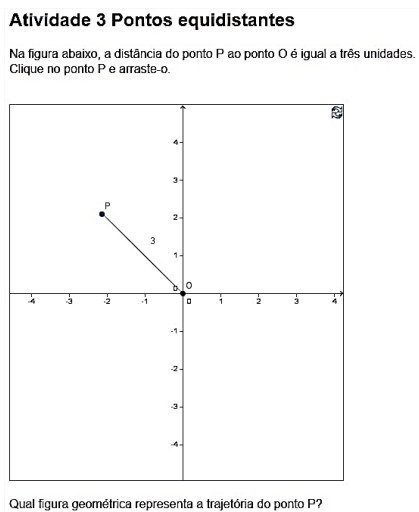 Atividade 3 Pontos equidistantes
Na figura abaixo, a distância do ponto P ao ponto O é igual a três unidades.
Clique no ponto P e arraste-o.
4
3
P
2
3
1
0 O
-4 -3 -2 -1 0 1 2 3 4
-1
-2
-3
-4
Qual figura geométrica representa a trajetória do ponto P?